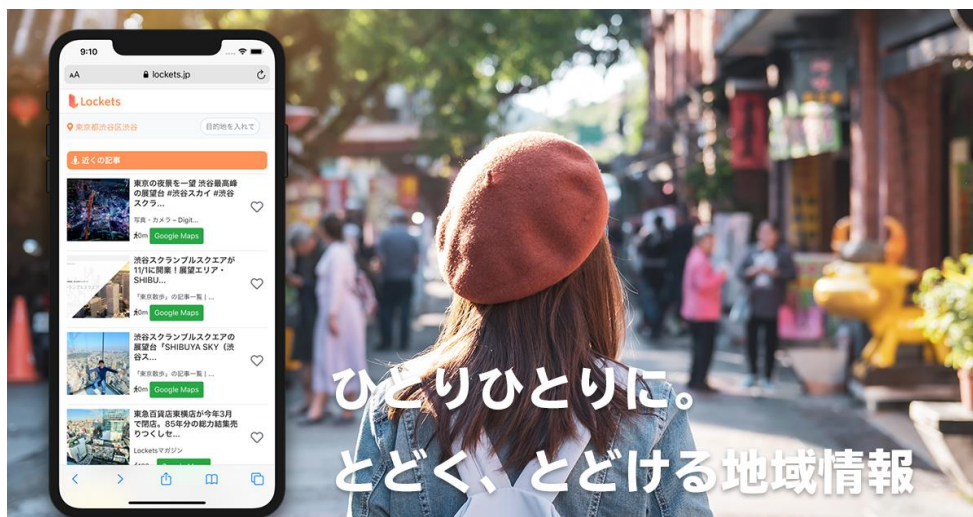 9:10
AA
lockets.jp
Lockets
東京都渋谷区渋谷
目的地を入れて
近くの記事
東京の夜景を一望 渋谷最高峰
の展望台 #渋谷スカイ #渋谷
スクラ...
写真・カメラ – Digit...
0m Google Maps
渋谷スクランブルスクエアが
11/1に開業！展望エリア・
SHIBU...
「東京散歩」の記事一覧 | ...
0m Google Maps
渋谷スクランブルスクエアの
展望台「SHIBUYA SKY（渋
谷ス...
「東京散歩」の記事一覧 | ...
0m Google Maps
東急百貨店東横店が今年3月
で閉店。85年分の総力結集売
りつくしセ...
Locketsマガジン
ひとりひとりに。
とどく、とどける地域情報